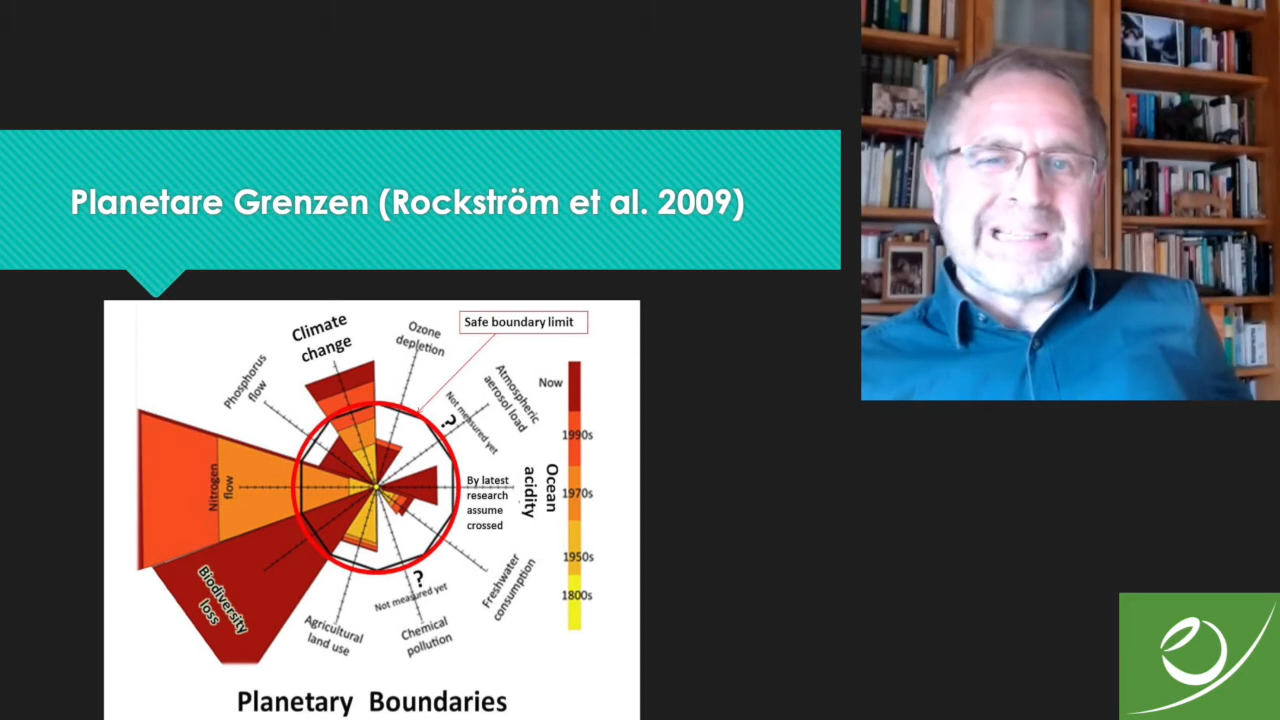 Planetare Grenzen (Rockström et al. 2009)
Safe boundary limit
Climate
change
Ozone
depletion
Phosphorus
flow
Atmospheric
aerosol load
Not measured yet
?
Now
1990s
1970s
1950s
1800s
Nitrogen
flow
By latest
research
assume
crossed
Ocean
acidity
Biodiversity
loss
?
Not measured yet
Freshwater
consumption
Agricultural
land use
Chemical
pollution
Planetary Boundaries